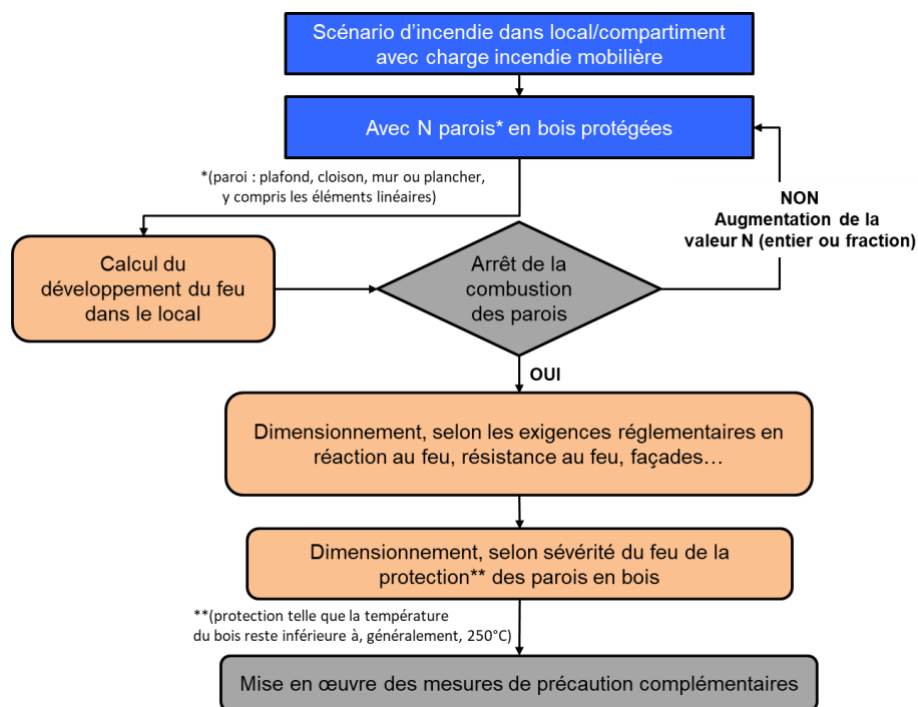 Scénario d'incendie dans local/compartiment
avec charge incendie mobilière
Avec N parois* en bois protégées
*(paroi : plafond, cloison, mur ou plancher,
y compris les éléments linéaires)
NON
Augmentation de la
valeur N (entier ou fraction)
Calcul du
développement du feu
dans le local
Arrêt de la
combustion
des parois
OUI
Dimensionnement, selon les exigences réglementaires en
réaction au feu, résistance au feu, façades…
Dimensionnement, selon sévérité du feu de la
protection** des parois en bois
**(protection telle que la température
du bois reste inférieure à, généralement, 250°C)
Mise en œuvre des mesures de précaution complémentaires